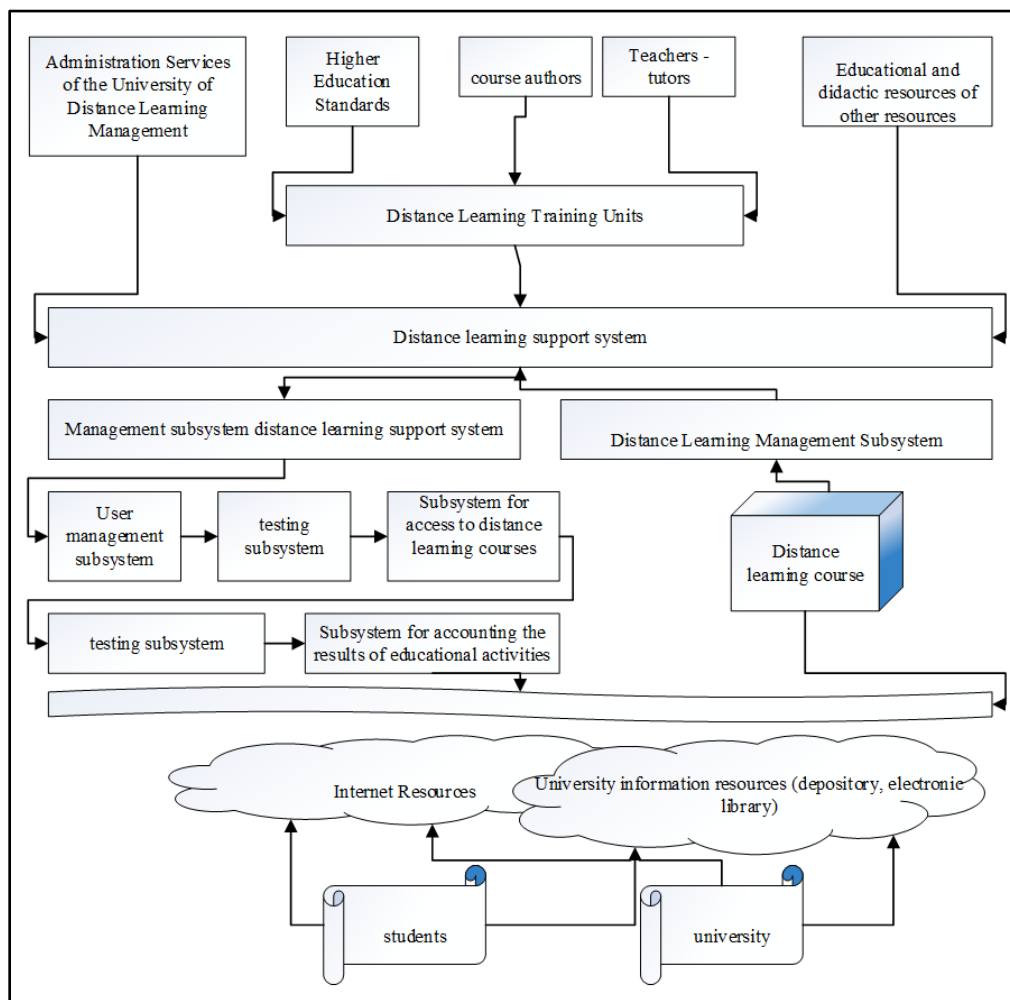 Administration Services
of the University of
Distance Learning
Management
Higher
Education
Standards
course authors
Teachers -
tutors
Educational and
didactic resources of
other resources
Distance Learning Training Units
Distance learning support system
Management subsystem distance learning support system
Distance Learning Management Subsystem
User
management
subsystem
testing
subsystem
Subsystem for
access to distance
learning courses
Distance
learning course
testing subsystem
Subsystem for accounting the
results of educational activities
Internet Resources
University information resources (depository, electronic
library)
students
university